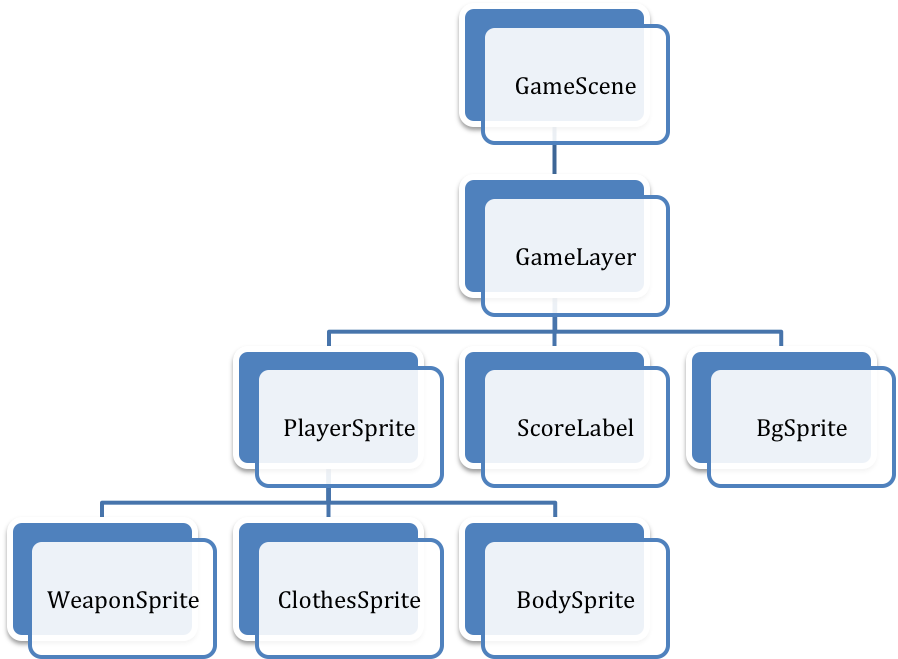 GameScene
GameLayer
PlayerSprite
ScoreLabel
BgSprite
WeaponSprite
ClothesSprite
BodySprite